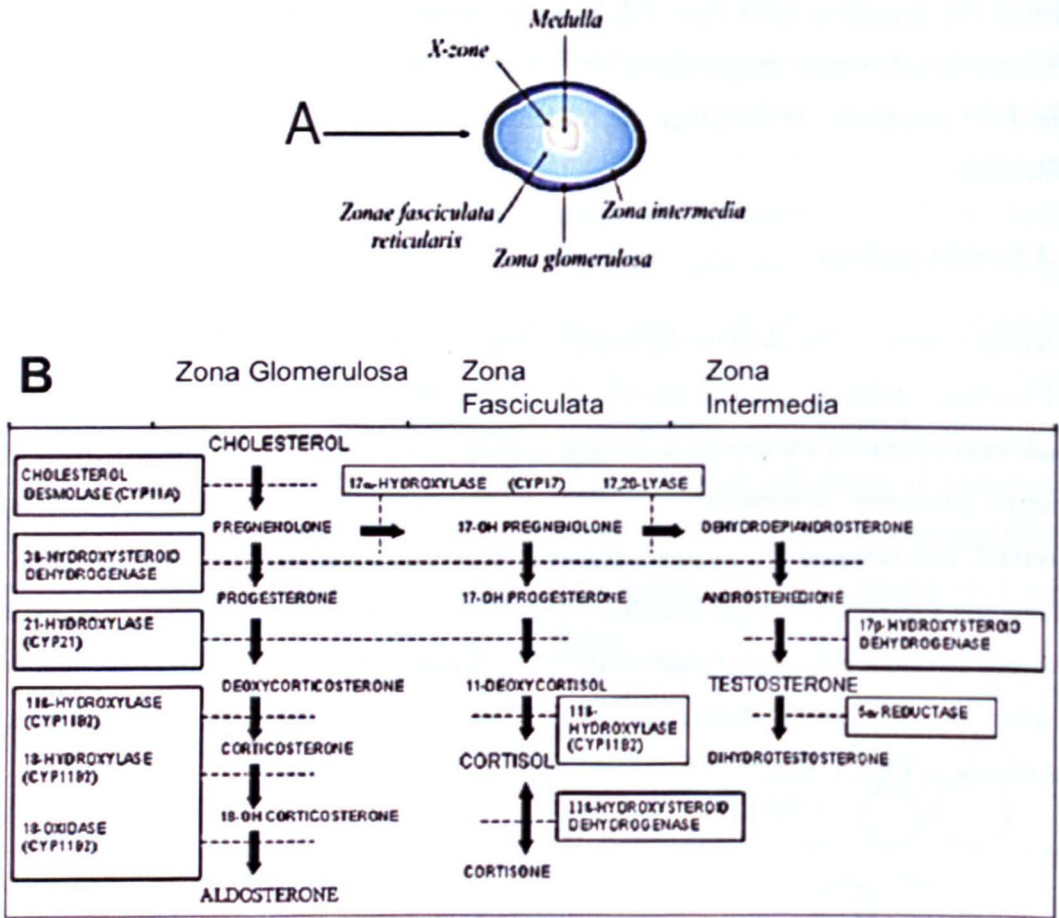 Medulla
X-zone
A
Zonae fasciculata
reticularis
Zona intermedia
Zona glomerulosa
B
Zona Glomerulosa
Zona
Fasciculata
Zona
Intermedia
CHOLESTEROL
CHOLESTEROL
DESMOLASE (CYP11A)
17α-HYDROXYLASE (CYP17) 17,20-LYASE
PREGNENOLONE
17-OH PREGNENOLONE
DEHYDROEPIANDROSTERONE
3β-HYDROXYSTEROID
DEHYDROGENASE
PROGESTERONE
17-OH PROGESTERONE
ANDROSTENEDIONE
21-HYDROXYLASE
(CYP21)
17β-HYDROXYSTEROID
DEHYDROGENASE
DEOXYCORTICOSTERONE
11-DEOXYCORTISOL
TESTOSTERONE
11β-HYDROXYLASE
(CYP11B2)
11β-
HYDROXYLASE
(CYP11B2)
5α-REDUCTASE
CORTICOSTERONE
CORTISOL
DIHYDROTESTOSTERONE
18-HYDROXYLASE
(CYP11B2)
18-OH CORTICOSTERONE
11β-HYDROXYSTEROID
DEHYDROGENASE
18-OXIDASE
(CYP11B2)
CORTISONE
ALDOSTERONE